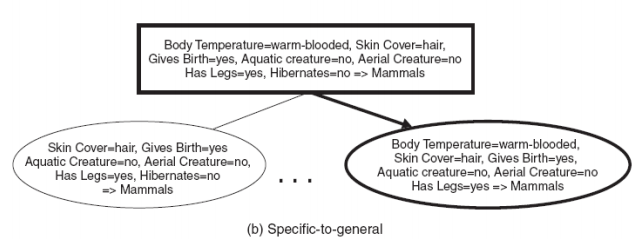 Body Temperature=warm-blooded, Skin Cover=hair,
Gives Birth=yes, Aquatic creature=no, Aerial Creature=no
Has Legs=yes, Hibernates=no => Mammals
Skin Cover=hair, Gives Birth=yes
Aquatic Creature=no, Aerial Creature=no,
Has Legs=yes, Hibernates=no
=> Mammals
. . .
Body Temperature=warm-blooded,
Skin Cover=hair, Gives Birth=yes,
Aquatic creature=no, Aerial Creature=no
Has Legs=yes => Mammals
(b) Specific-to-general